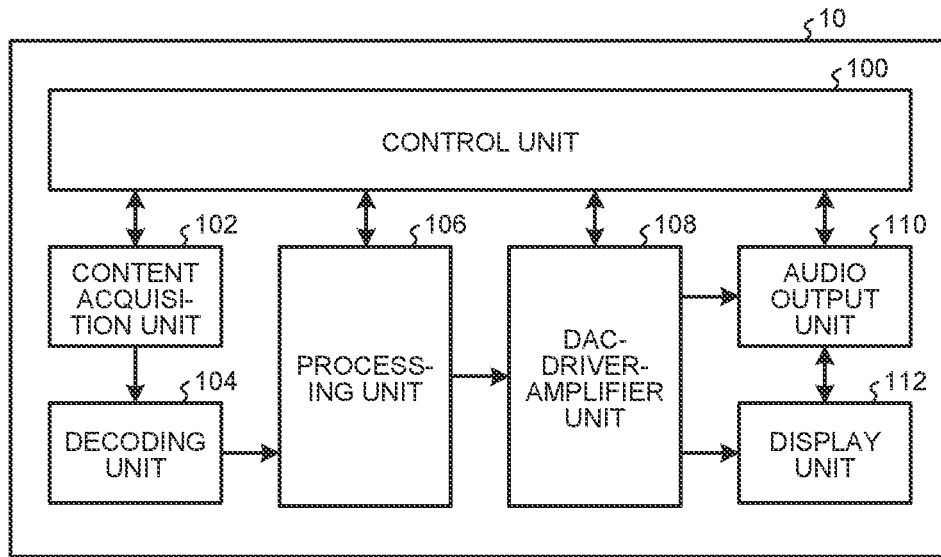 10
100
CONTROL UNIT
102
CONTENT
ACQUISI-
TION UNIT
104
DECODING
UNIT
106
PROCESS-
ING UNIT
108
DAC-
DRIVER-
AMPLIFIER
UNIT
110
AUDIO
OUTPUT
UNIT
112
DISPLAY
UNIT